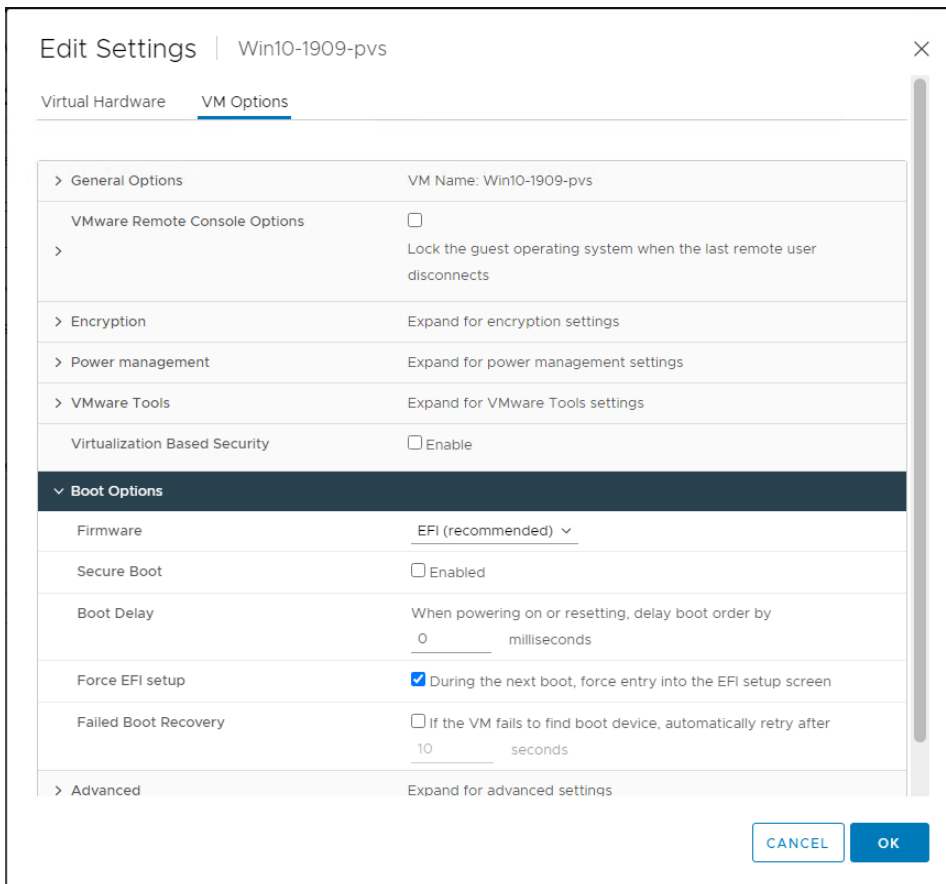 Edit Settings | Win10-1909-pvs
Virtual Hardware VM Options
General Options VM Name: Win10-1909-pvs
VMware Remote Console Options
Lock the guest operating system when the last remote user
disconnects
Encryption Expand for encryption settings
Power management Expand for power management settings
VMware Tools Expand for VMware Tools settings
Virtualization Based Security Enable
Boot Options
Firmware EFI (recommended)
Secure Boot Enabled
Boot Delay When powering on or resetting, delay boot order by
0 milliseconds
Force EFI setup During the next boot, force entry into the EFI setup screen
Failed Boot Recovery If the VM fails to find boot device, automatically retry after
10 seconds
Advanced Expand for advanced settings
CANCEL OK